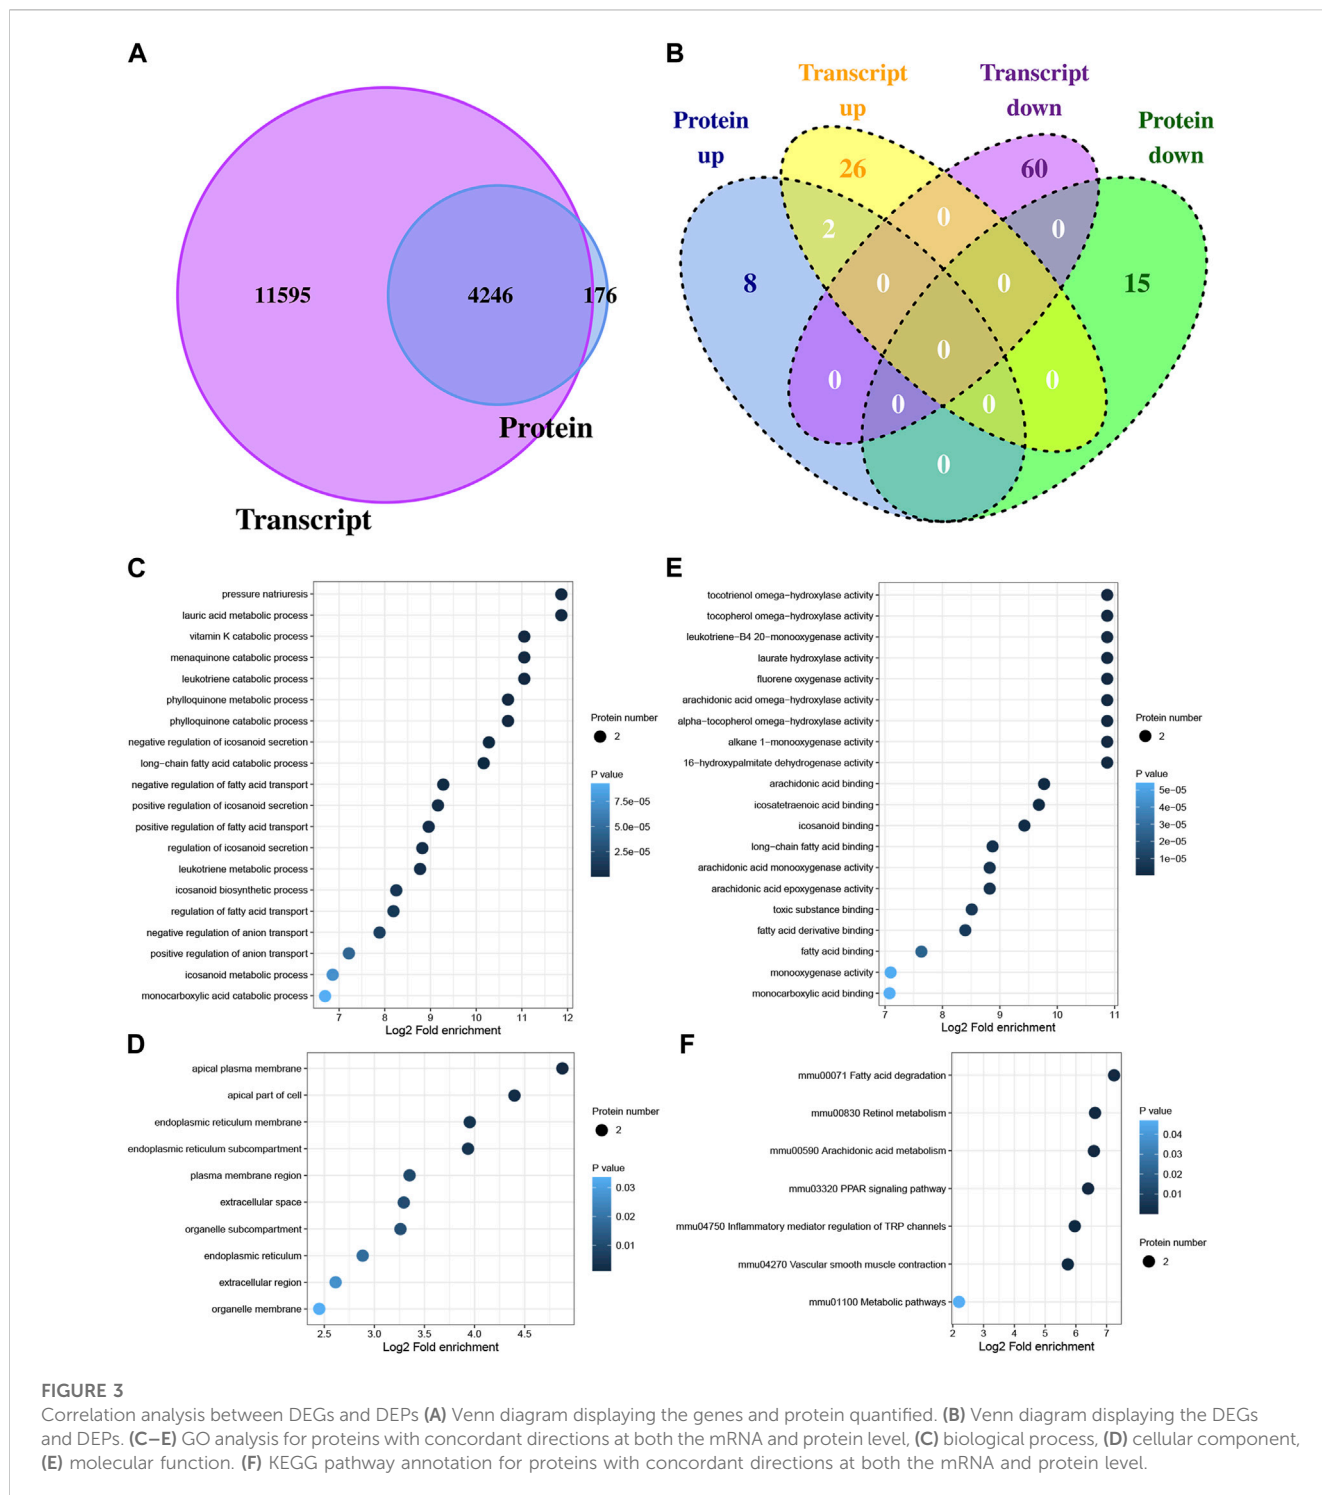 A
11595
4246
176
Protein
Transcript
B
Transcript
up
Transcript
down
Protein
up
Protein
down
26
60
2
0
0
8
0
0
15
0
0
0
0
0
0
C
pressure natriuresis
lauric acid metabolic process
vitamin K catabolic process
menaquinone catabolic process
leukotriene catabolic process
phylloquinone metabolic process
phylloquinone catabolic process
negative regulation of icosanoid secretion
long-chain fatty acid catabolic process
negative regulation of fatty acid transport
positive regulation of icosanoid secretion
positive regulation of fatty acid transport
regulation of icosanoid secretion
leukotriene metabolic process
icosanoid biosynthetic process
regulation of fatty acid transport
negative regulation of anion transport
positive regulation of anion transport
icosanoid metabolic process
monocarboxylic acid catabolic process
7 8 9 10 11 12
Log2 Fold enrichment
Protein number
2
P value
7.5e-05
5.0e-05
2.5e-05
E
tocotrienol omega-hydroxylase activity
tocopherol omega-hydroxylase activity
leukotriene-B4 20-monooxygenase activity
laurate hydroxylase activity
fluorene oxygenase activity
arachidonic acid omega-hydroxylase activity
alpha-tocopherol omega-hydroxylase activity
alkane 1-monooxygenase activity
16-hydroxypalmitate dehydrogenase activity
arachidonic acid binding
icosatetraenoic acid binding
icosanoid binding
long-chain fatty acid binding
arachidonic acid monooxygenase activity
arachidonic acid epoxygenase activity
toxic substance binding
fatty acid derivative binding
fatty acid binding
monooxygenase activity
monocarboxylic acid binding
7 8 9 10 11
Log2 Fold enrichment
Protein number
2
P value
5e-05
4e-05
3e-05
2e-05
1e-05
D
apical plasma membrane
apical part of cell
endoplasmic reticulum membrane
endoplasmic reticulum subcompartment
plasma membrane region
extracellular space
organelle subcompartment
endoplasmic reticulum
extracellular region
organelle membrane
2.5 3.0 3.5 4.0 4.5
Log2 Fold enrichment
Protein number
2
P value
0.03
0.02
0.01
F
mmu00071 Fatty acid degradation
mmu00830 Retinol metabolism
mmu00590 Arachidonic acid metabolism
mmu03320 PPAR signaling pathway
mmu04750 Inflammatory mediator regulation of TRP channels
mmu04270 Vascular smooth muscle contraction
mmu01100 Metabolic pathways
2 3 4 5 6 7
Log2 Fold enrichment
P value
0.04
0.03
0.02
0.01
Protein number
2
FIGURE 3
Correlation analysis between DEGs and DEPs (A) Venn diagram displaying the genes and protein quantified. (B) Venn diagram displaying the DEGs
and DEPs. (C–E) GO analysis for proteins with concordant directions at both the mRNA and protein level, (C) biological process, (D) cellular component,
(E) molecular function. (F) KEGG pathway annotation for proteins with concordant directions at both the mRNA and protein level.